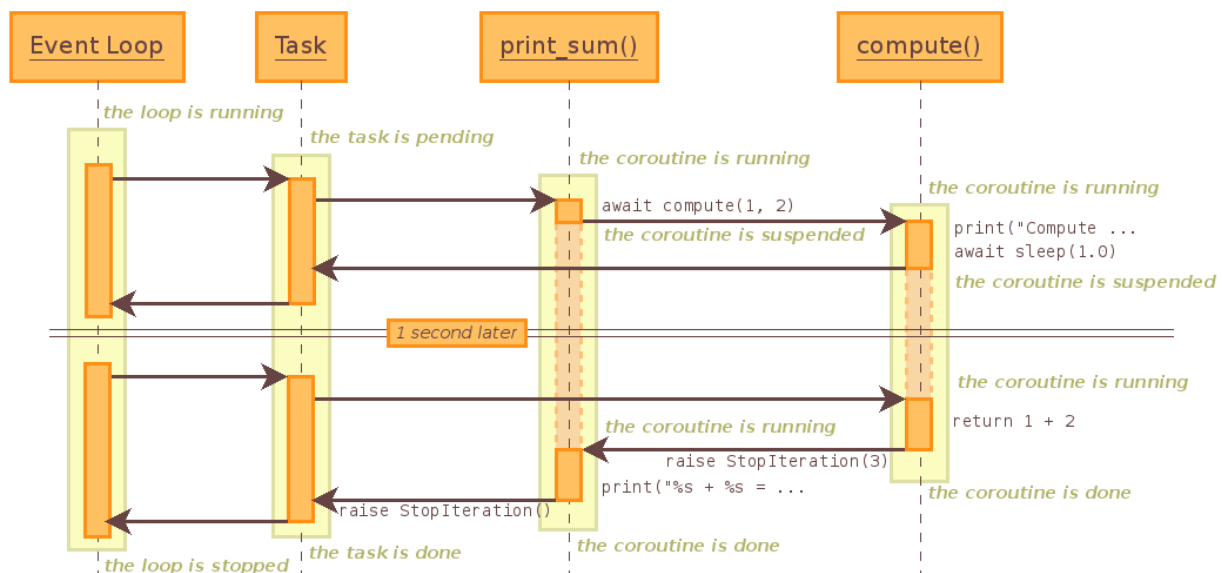 Event Loop
Task
print_sum()
compute()
the loop is running
the task is pending
the coroutine is running
the coroutine is running
await compute(1, 2)
print("Compute ...
the coroutine is suspended
await sleep(1.0)
the coroutine is suspended
1 second later
the coroutine is running
return 1 + 2
the coroutine is running
raise StopIteration(3)
print("%s + %s = ...
the coroutine is done
raise StopIteration()
the coroutine is done
the task is done
the loop is stopped